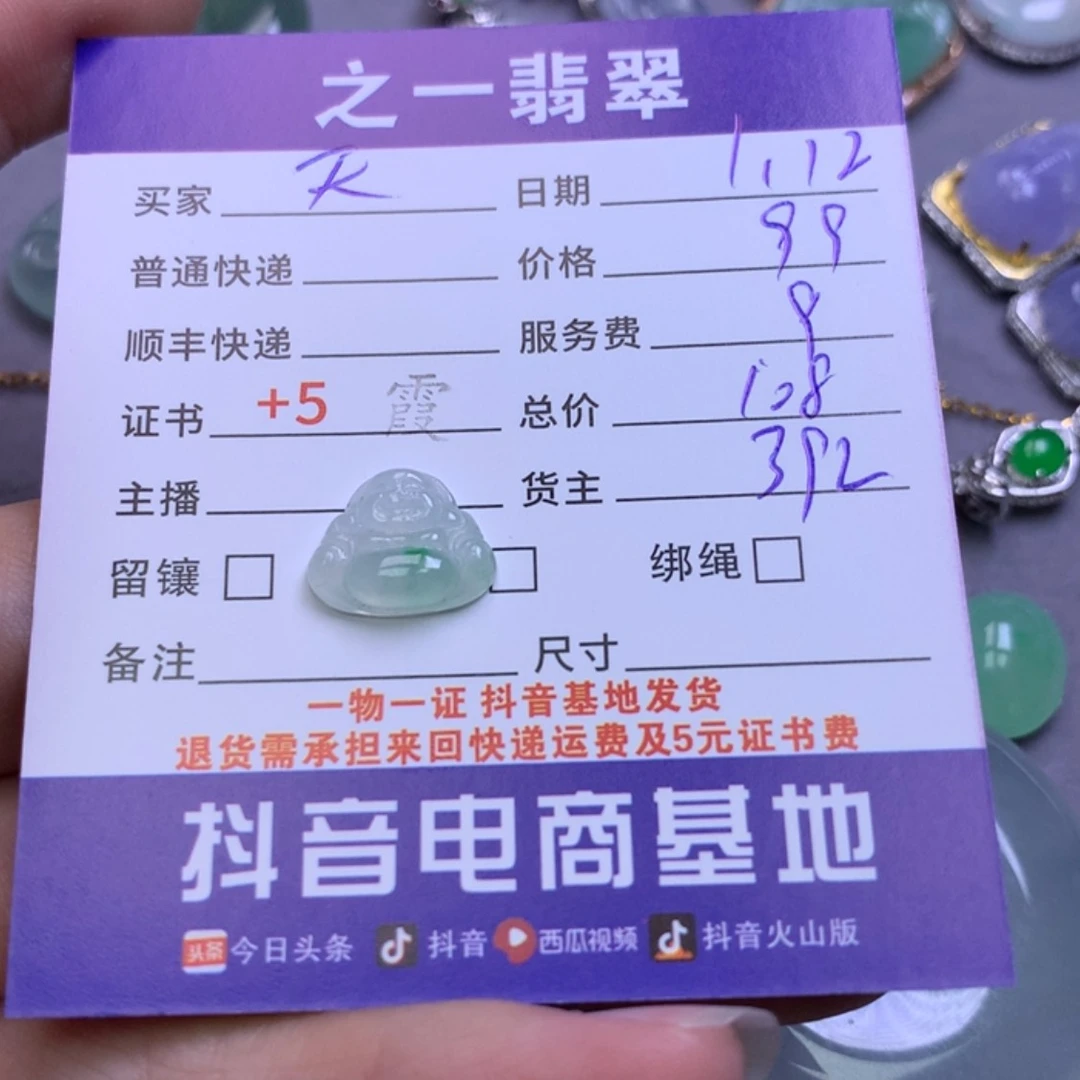 之一翡翠
买家 日期 1.12
普通快递 价格 99
顺丰快递 服务费 9
证书 +5 霞 总价 108
主播 货主 392
留镶 绑绳
备注 尺寸
一物一证 抖音基地发货
退货需承担来回快递运费及5元证书费
抖音电商基地
头条 今日头条 抖音 西瓜视频 抖音火山版